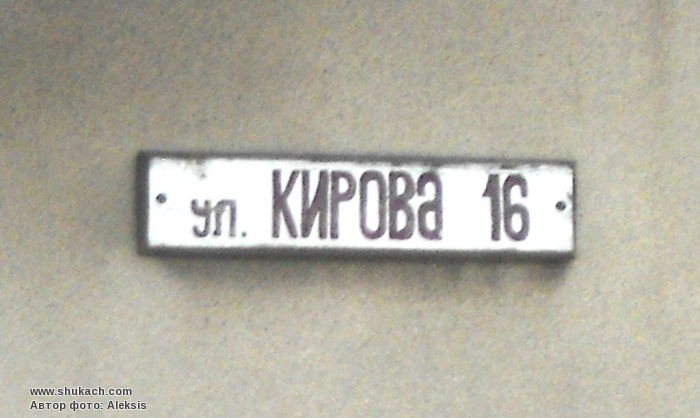 ул. КИРОВа 16
www.shukach.com
Автор фото: Aleksis